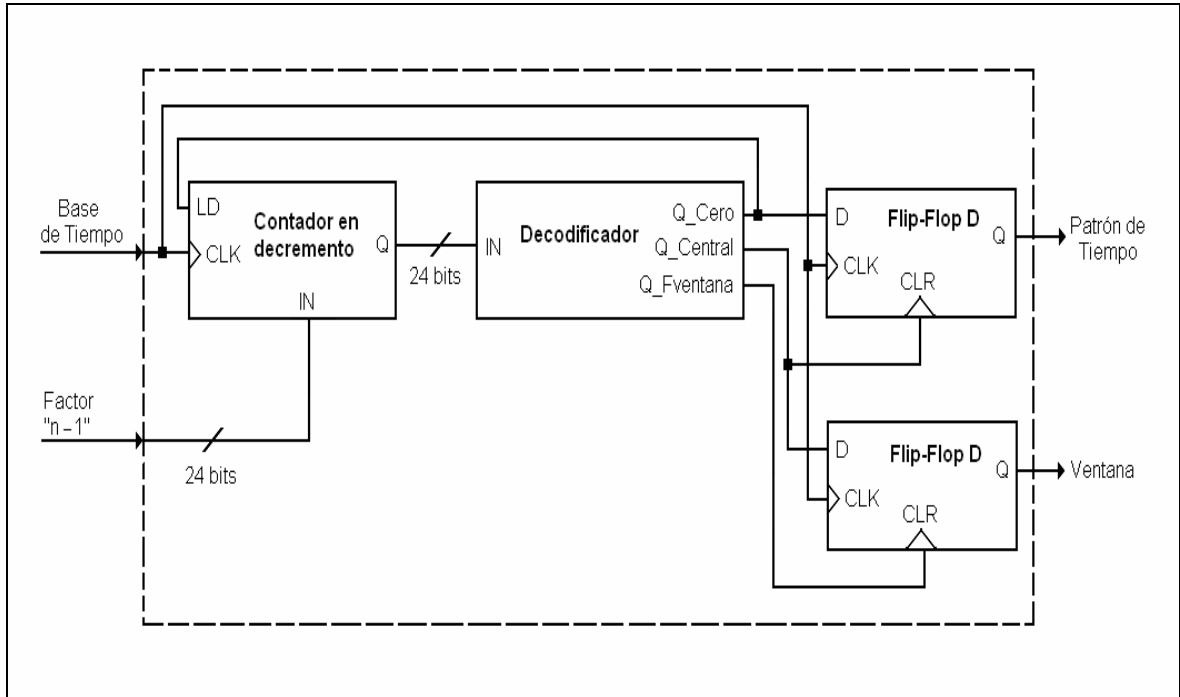 Base
de Tiempo
Factor
"n – 1"
24 bits
LD
CLK
Contador en
decremento
Q
IN
24 bits
IN
Decodificador
Q_Cero
Q_Central
Q_Fventana
D
Flip-Flop D
Q
CLK
CLR
Patrón de
Tiempo
D
Flip-Flop D
Q
CLK
CLR
Ventana